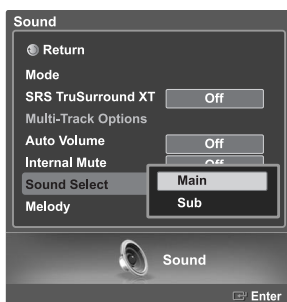 Sound
Return
Mode
SRS TruSurround XT Off
Multi-Track Options
Auto Volume Off
Internal Mute Off
Sound Select Main
Melody Sub
Sound
Enter